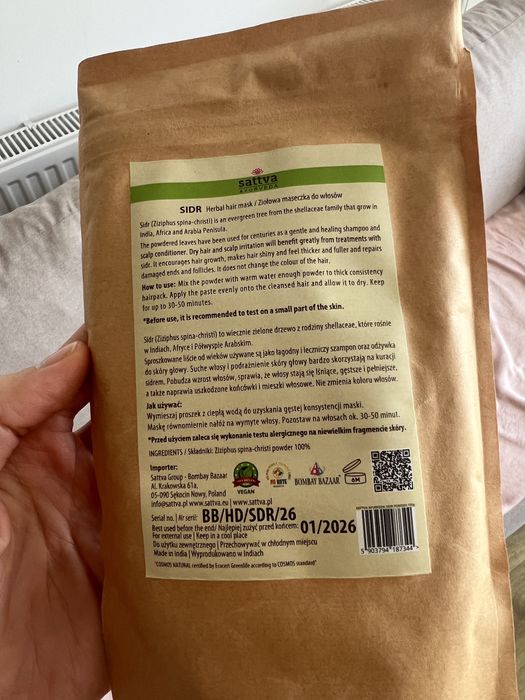 sattva
AYURVEDA
SIDR Herbal hair mask / Ziołowa maseczka do włosów
Sidr (Ziziphus spina-christi) is an evergreen tree from the shellaceae family that grow in
India, Africa and Arabia Penisula.
The powdered leaves have been used for centuries as a gentle and healing shampoo and
scalp conditioner. Dry hair and scalp irritation will benefit greatly from treatments with
sidr. It encourages hair growth, makes hair shiny and feel thicker and fuller and repairs
damaged ends and follicles. It does not change the colour of the hair.
How to use: Mix the powder with warm water enough powder to thick consistency
hairpack. Apply the paste evenly onto the cleansed hair and allow it to dry. Keep
for up to 30-50 minutes.
*Before use, it is recommended to test on a small part of the skin.
Sidr (Ziziphus spina-christi) to wiecznie zielone drzewo z rodziny shellaceae, które rośnie
w Indiach, Afryce i Półwyspie Arabskim.
Sproszkowane liście od wieków używane są jako łagodny i leczniczy szampon oraz odżywka
do skóry głowy. Suche włosy i podrażnienie skóry głowy bardzo skorzystają na kuracji
sidrem. Pobudza wzrost włosów, sprawia, że włosy stają się lśniące, gęstsze i pełniejsze,
a także naprawia uszkodzone końcówki i mieszki włosowe. Nie zmienia koloru włosów.
Jak używać:
Wymieszaj proszek z ciepłą wodą do uzyskania gęstej konsystencji maski.
Maskę równomiernie nałóż na wymyte włosy. Pozostaw na włosach ok. 30-50 minut.
*Przed użyciem zaleca się wykonanie testu alergicznego na niewielkim fragmencie skóry.
INGREDIENTS / Składniki: Ziziphus spina-christi powder 100%
Importer:
Sattva Group - Bombay Bazaar
Al. Krakowska 61a,
05-090 Sękocin Nowy, Poland
info@sattva.pl www.sattva.eu | www.sattva.pl
VEGAN
BOMBAY BAZAAR
6M
Serial no. | Nr serii: BB/HD/SDR/26
Best used before the end/ Najlepiej zużyć przed końcem: 01/2026
For external use | Keep in a cool place
Do użytku zewnętrznego | Przechowywać w chłodnym miejscu
Made in India | Wyprodukowano w Indiach
"COSMOS NATURAL certified by Ecocert Greenlife according to COSMOS standard"
5 903794 187344